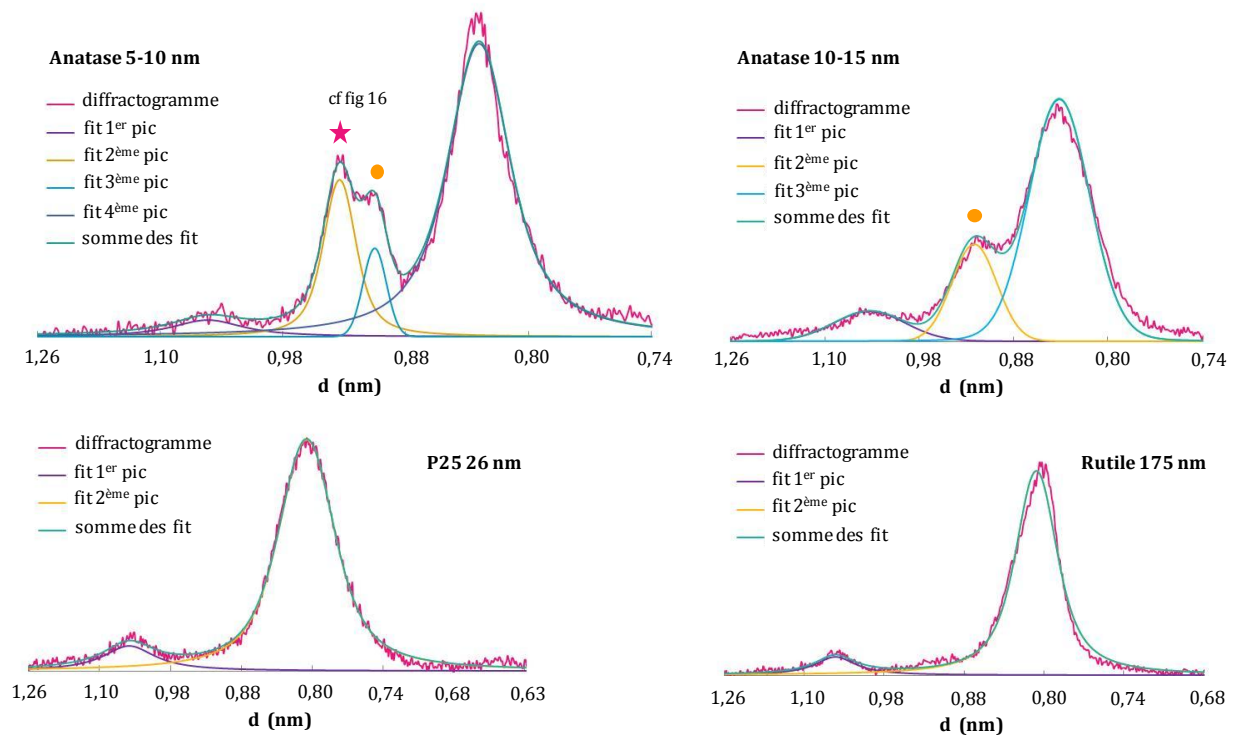 Anatase 5-10 nm
diffractogramme
cf fig 16
fit 1er pic
fit 2ème pic
fit 3ème pic
fit 4ème pic
somme des fit
1,26 1,10 0,98 0,88 0,80 0,74
d (nm)
Anatase 10-15 nm
diffractogramme
fit 1er pic
fit 2ème pic
fit 3ème pic
somme des fit
1,26 1,10 0,98 0,88 0,80 0,74
d (nm)
diffractogramme
P25 26 nm
fit 1er pic
fit 2ème pic
somme des fit
1,26 1,10 0,98 0,88 0,80 0,74 0,68 0,63
d (nm)
diffractogramme
Rutile 175 nm
fit 1er pic
fit 2ème pic
somme des fit
1,26 1,10 0,98 0,88 0,80 0,74 0,68
d (nm)